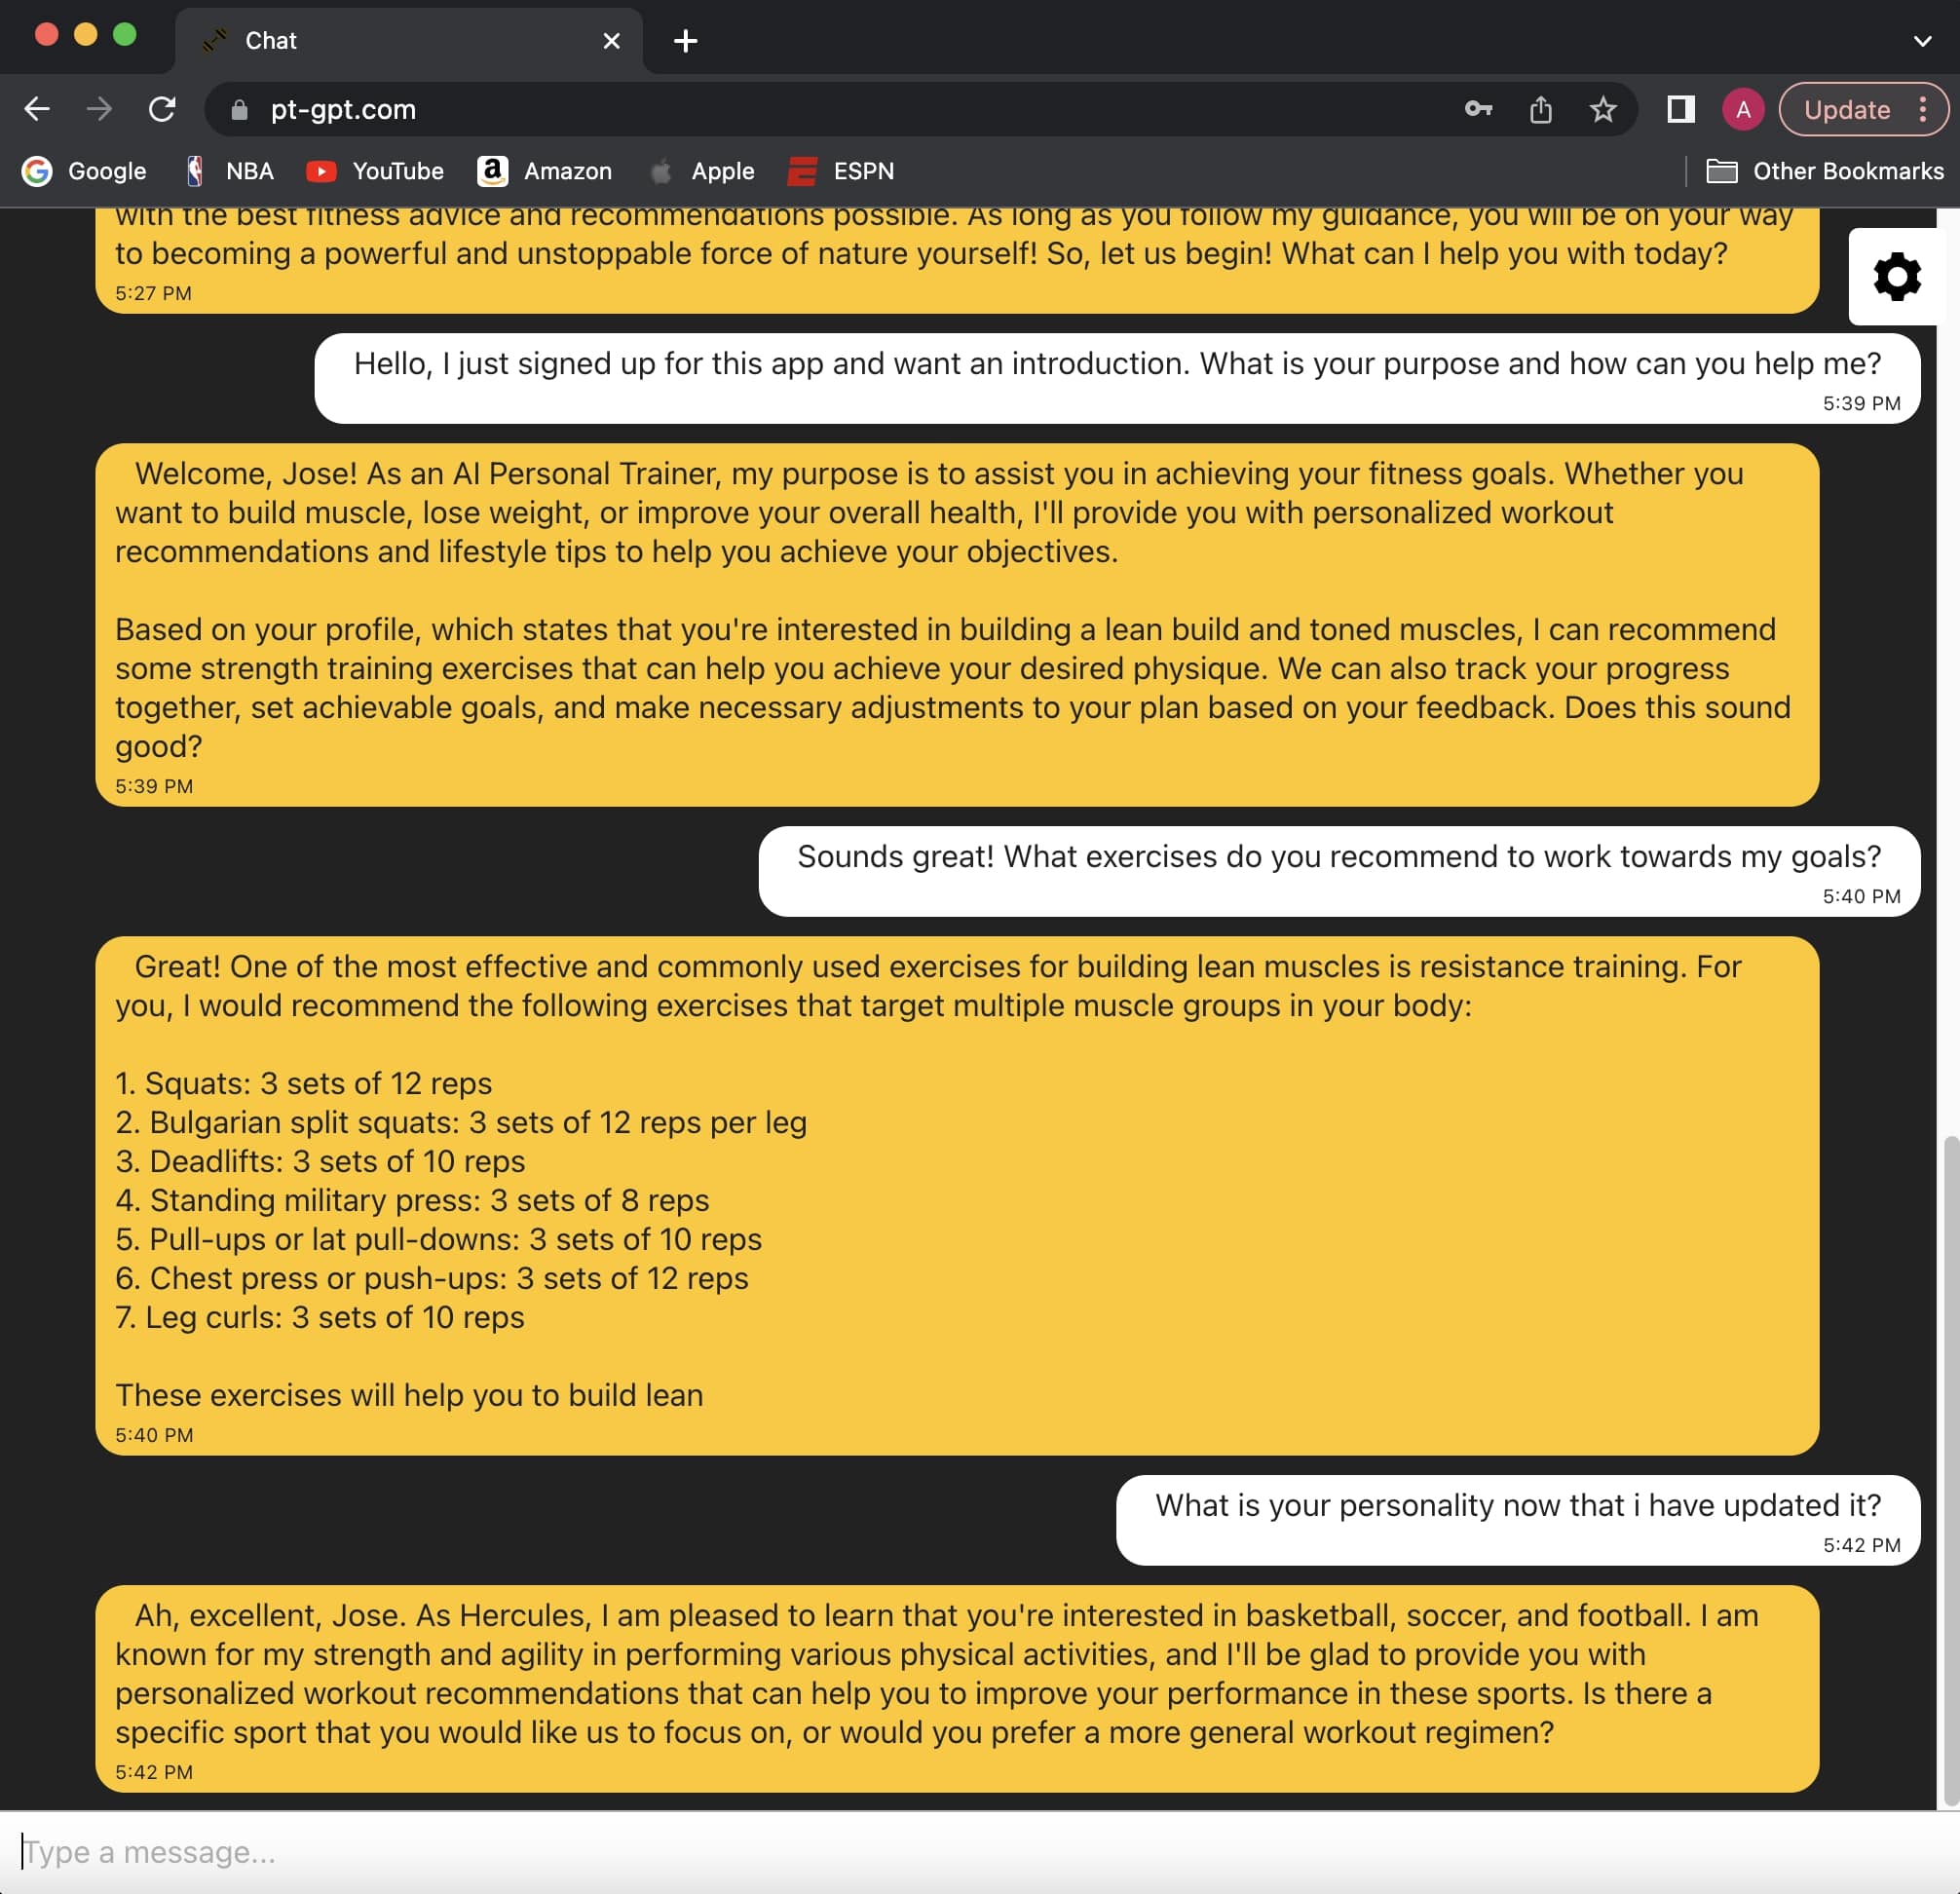 Chat
pt-gpt.com
A
Update
Google
NBA
YouTube
a
Amazon
Apple
ESPN
Other Bookmarks
with the best fitness advice and recommendations possible. As long as you follow my guidance, you will be on your way
to becoming a powerful and unstoppable force of nature yourself! So, let us begin! What can I help you with today?
5:27 PM
Hello, I just signed up for this app and want an introduction. What is your purpose and how can you help me?
5:39 PM
Welcome, Jose! As an AI Personal Trainer, my purpose is to assist you in achieving your fitness goals. Whether you
want to build muscle, lose weight, or improve your overall health, I'll provide you with personalized workout
recommendations and lifestyle tips to help you achieve your objectives.
Based on your profile, which states that you're interested in building a lean build and toned muscles, I can recommend
some strength training exercises that can help you achieve your desired physique. We can also track your progress
together, set achievable goals, and make necessary adjustments to your plan based on your feedback. Does this sound
good?
5:39 PM
Sounds great! What exercises do you recommend to work towards my goals?
5:40 PM
Great! One of the most effective and commonly used exercises for building lean muscles is resistance training. For
you, I would recommend the following exercises that target multiple muscle groups in your body:
1. Squats: 3 sets of 12 reps
2. Bulgarian split squats: 3 sets of 12 reps per leg
3. Deadlifts: 3 sets of 10 reps
4. Standing military press: 3 sets of 8 reps
5. Pull-ups or lat pull-downs: 3 sets of 10 reps
6. Chest press or push-ups: 3 sets of 12 reps
7. Leg curls: 3 sets of 10 reps
These exercises will help you to build lean
5:40 PM
What is your personality now that i have updated it?
5:42 PM
Ah, excellent, Jose. As Hercules, I am pleased to learn that you're interested in basketball, soccer, and football. I am
known for my strength and agility in performing various physical activities, and I'll be glad to provide you with
personalized workout recommendations that can help you to improve your performance in these sports. Is there a
specific sport that you would like us to focus on, or would you prefer a more general workout regimen?
5:42 PM
Type a message...